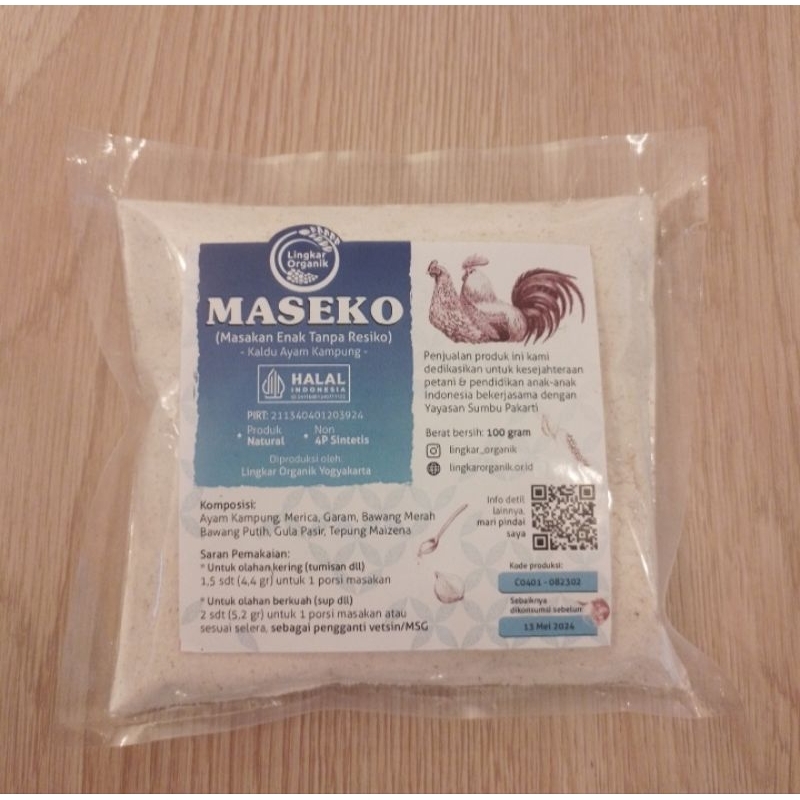 Lingkar
Organik
MASEKO
(Masakan Enak Tanpa Resiko)
- Kaldu Ayam Kampung -
HALAL
INDONESIA
PIRT: 211340401203924
• Produk Natural
• Non 4P Sintetis
Diproduksi oleh:
Lingkar Organik Yogyakarta
Penjualan produk ini kami
dedikasikan untuk kesejahteraan
petani & pendidikan anak-anak
Indonesia bekerjasama dengan
Yayasan Sumbu Pakarti
Berat bersih: 100 gram
lingkar_organik
lingkarorganik.or.id
Komposisi:
Ayam Kampung, Merica, Garam, Bawang Merah
Bawang Putih, Gula Pasir, Tepung Maizena
Saran Pemakaian:
* Untuk olahan kering (tumisan dll)
1,5 sdt (4,4 gr) untuk 1 porsi masakan
* Untuk olahan berkuah (sup dll)
2 sdt (5,2 gr) untuk 1 porsi masakan atau
sesuai selera, sebagai pengganti vetsin/MSG
Info detil
lainnya,
mari pindai
saya
Kode produksi:
C0401 - 082302
Sebaiknya
dikonsumsi sebelum
13 Mei 2024